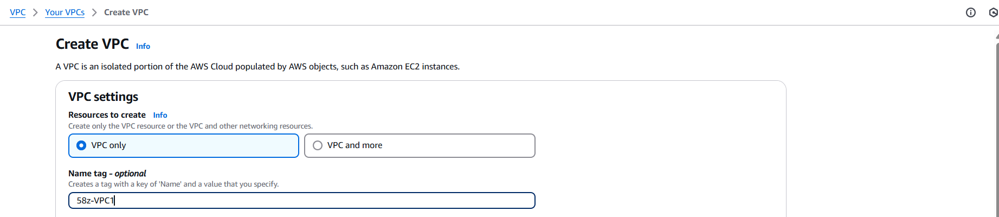 VPC > Your VPCs > Create VPC
Create VPC Info
A VPC is an isolated portion of the AWS Cloud populated by AWS objects, such as Amazon EC2 instances.
VPC settings
Resources to create Info
Create only the VPC resource or the VPC and other networking resources.
VPC only VPC and more
Name tag - optional
Creates a tag with a key of 'Name' and a value that you specify.
58z-VPC1